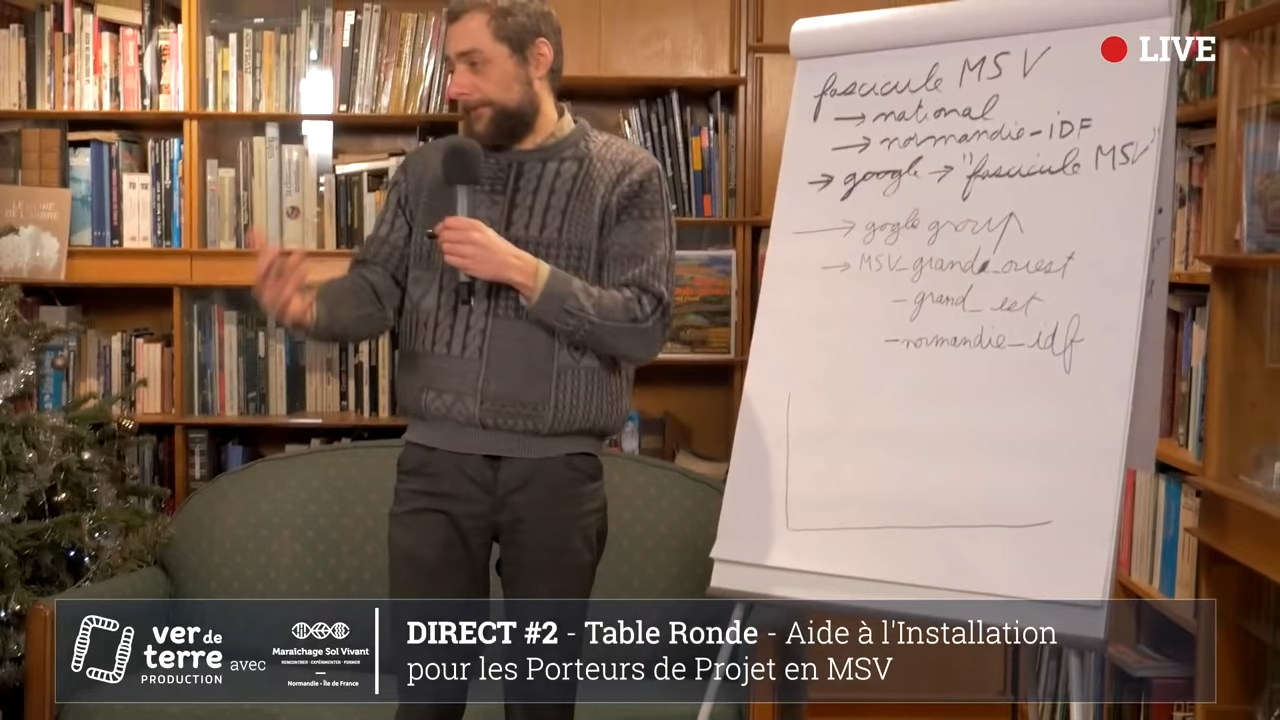 LIVE
fascicule MSV
→ national
→ normandie-IDF
→ google → "fascicule MSV"
→ gogle group
→ MSV_grand_ouest
- grand_est
- normandie_idf
ver de
terre
PRODUCTION
avec
Maraîchage Sol Vivant
RENCONTRER - EXPÉRIMENTER - FORMER
Normandie - Île de France
DIRECT #2 - Table Ronde - Aide à l'Installation
pour les Porteurs de Projet en MSV